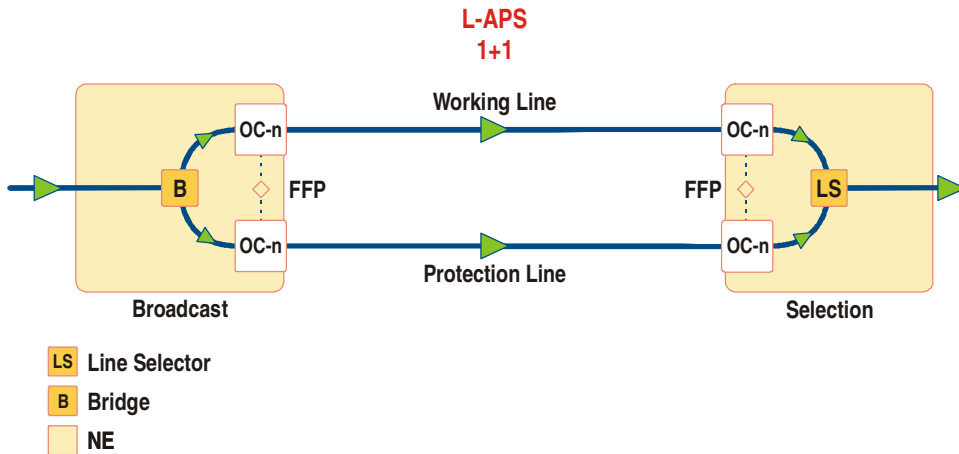 L-APS
1+1
Working Line
OC-n
OC-n
B
FFP
FFP
LS
OC-n
OC-n
Protection Line
Broadcast
Selection
LS Line Selector
B Bridge
NE